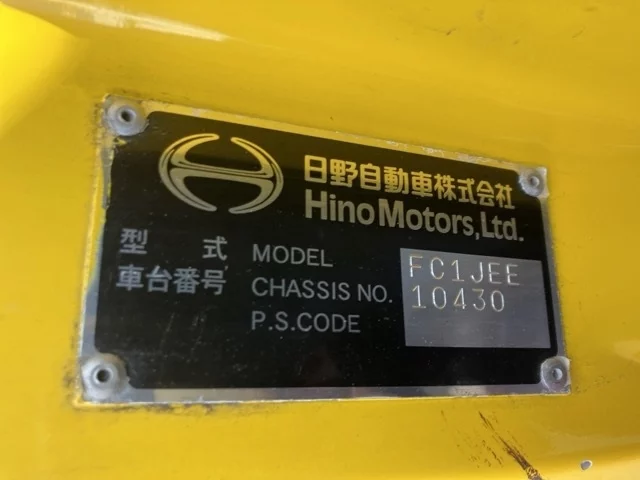 日野自動車株式会社
Hino Motors, Ltd.
型 式 MODEL FC1JEE
車台番号 CHASSIS NO. 10430
P.S.CODE